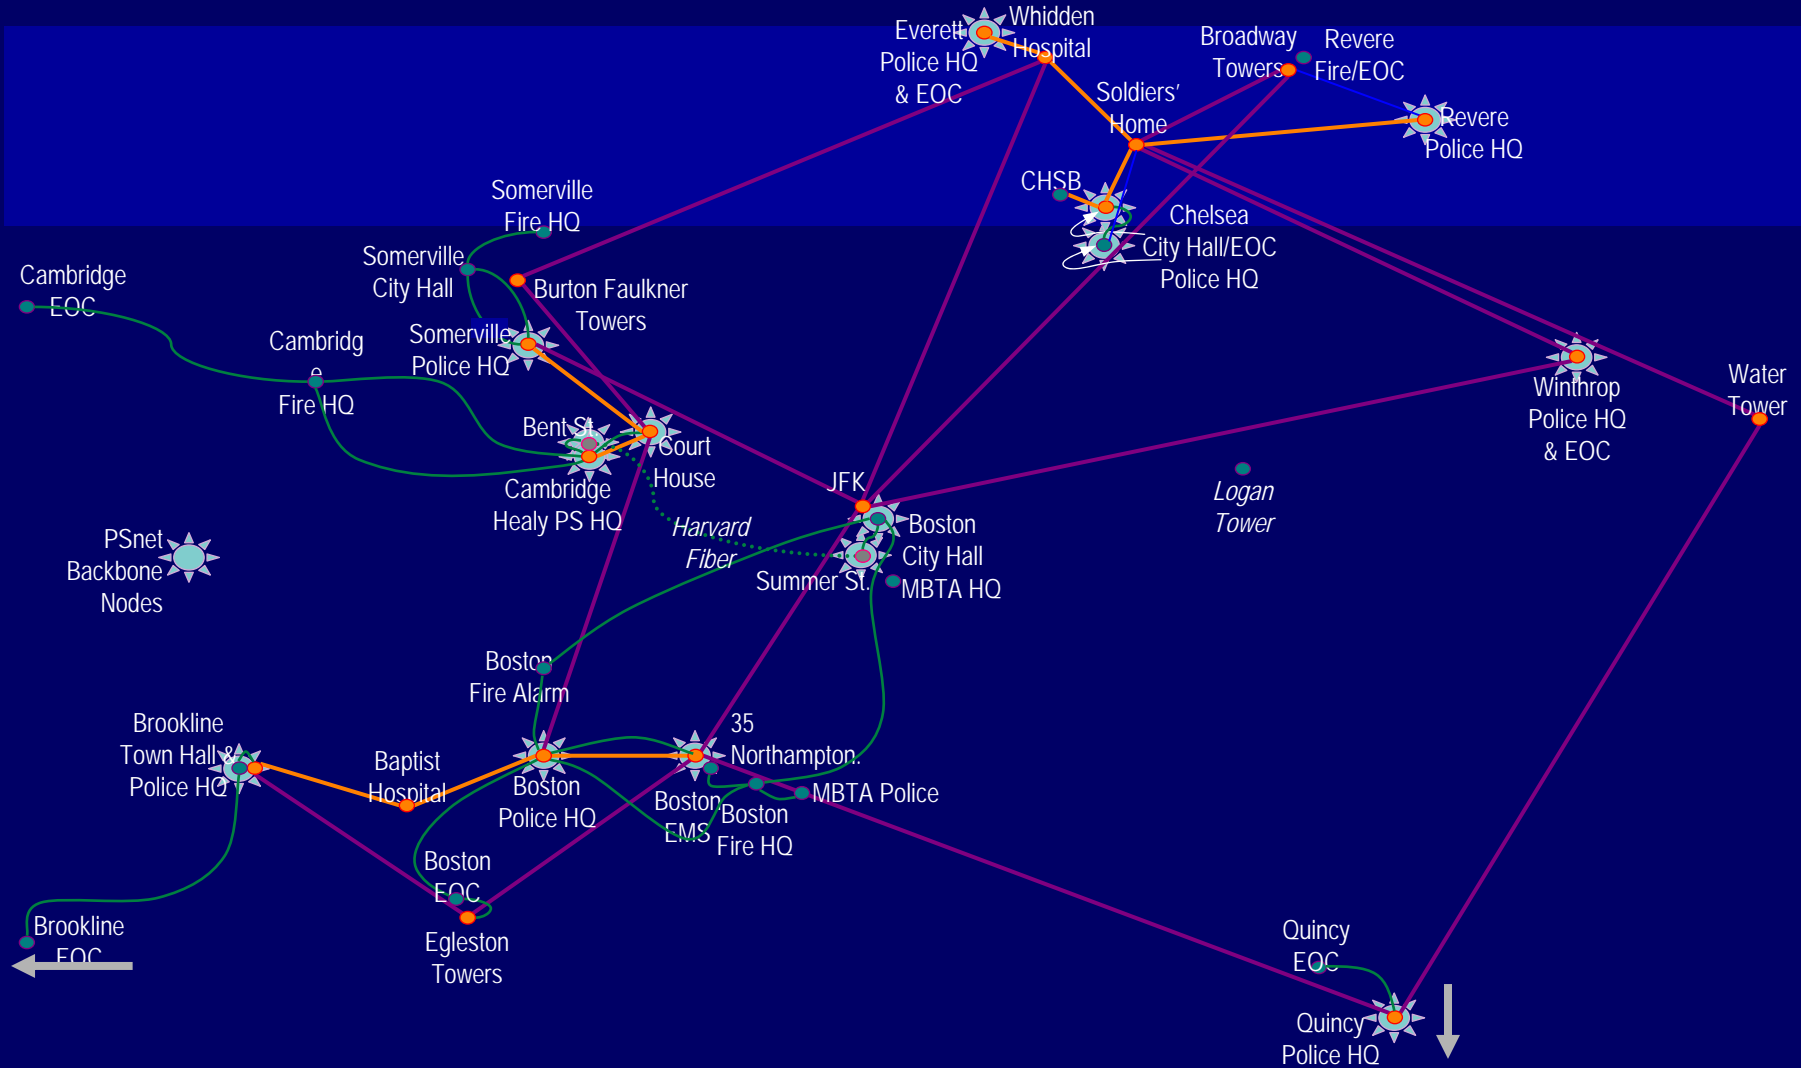 Everett
Police HQ
& EOC
Whidden
Hospital
Broadway
Towers
Revere
Fire/EOC
Soldiers'
Home
Revere
Police HQ
CHSB
Chelsea
City Hall/EOC
Police HQ
Somerville
Fire HQ
Somerville
City Hall
Burton Faulkner
Towers
Cambridge
EOC
Cambridg
e
Fire HQ
Somerville
Police HQ
Bent St.
Court
House
Cambridge
Healy PS HQ
Winthrop
Police HQ
& EOC
Water
Tower
JFK
Logan
Tower
Harvard
Fiber
Boston
City Hall
Summer St.
MBTA HQ
PSnet
Backbone
Nodes
Boston
Fire Alarm
Brookline
Town Hall &
Police HQ
Baptist
Hospital
Boston
Police HQ
35
Northampton.
Boston
EMS
Boston
Fire HQ
MBTA Police
Boston
EOC
Egleston
Towers
Brookline
EOC
Quincy
EOC
Quincy
Police HQ